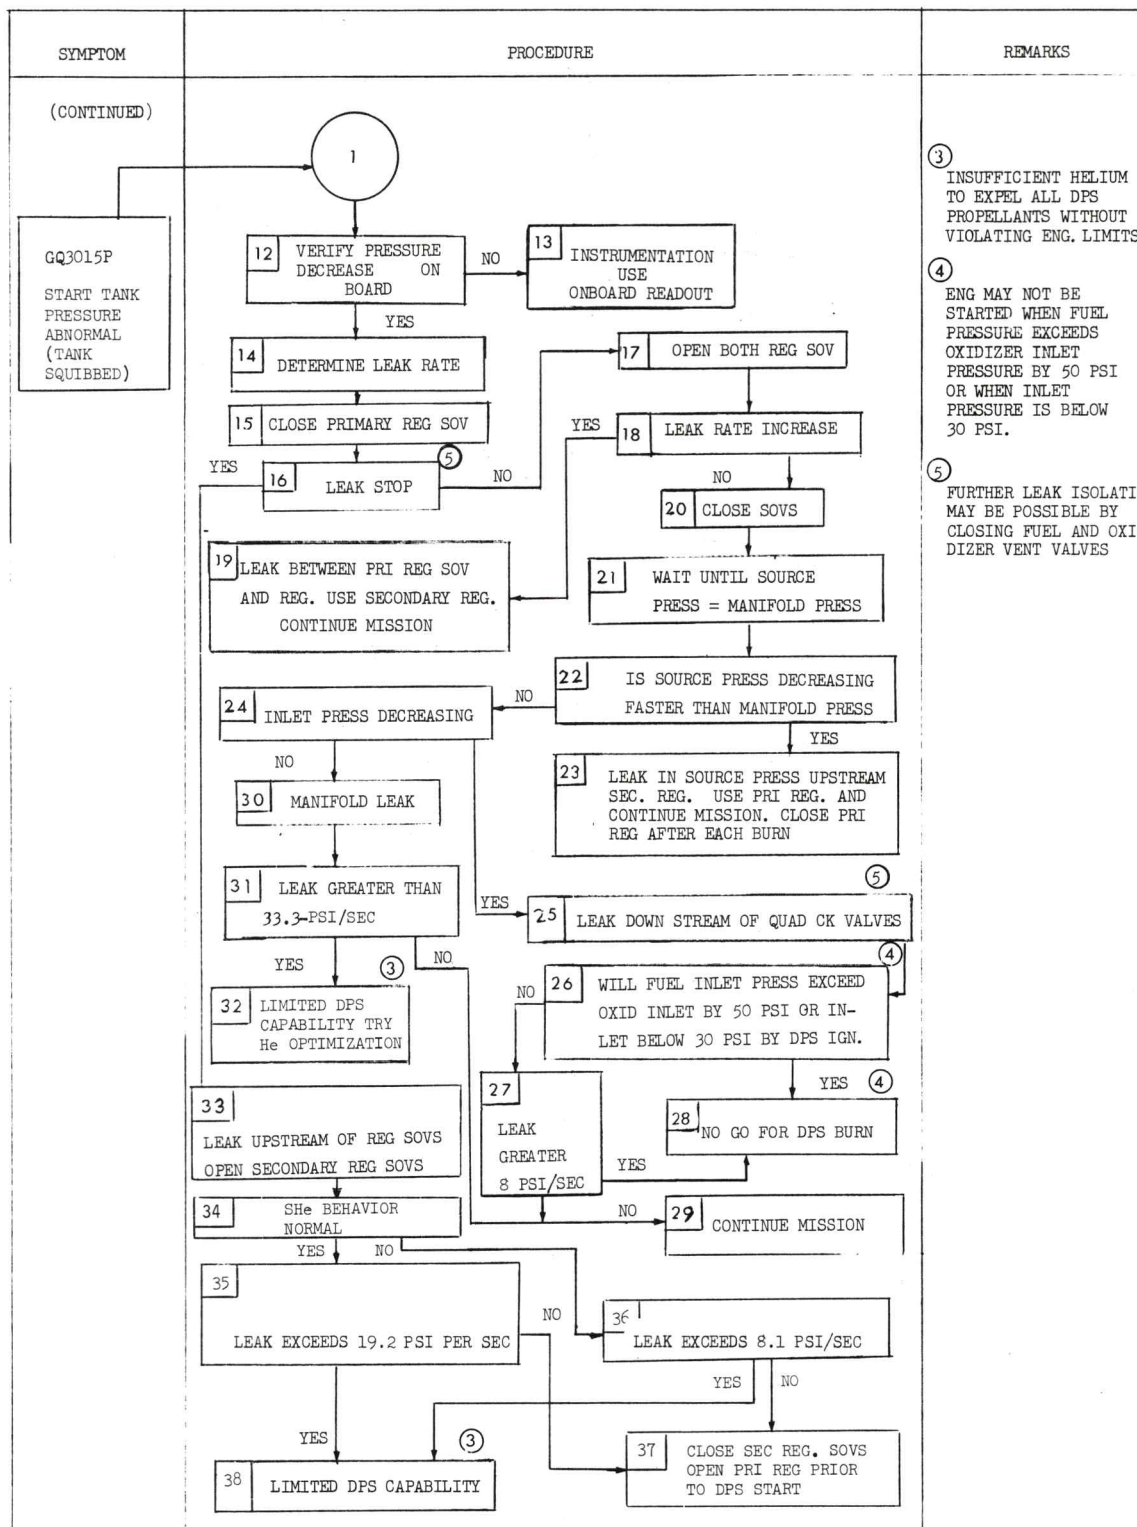 SYMPTOM
PROCEDURE
REMARKS
(CONTINUED)
GQ3015P
START TANK
PRESSURE
ABNORMAL
(TANK
SQUIBBED)
1
12
VERIFY PRESSURE
DECREASE ON
BOARD
NO
13
INSTRUMENTATION
USE
ONBOARD READOUT
YES
14
DETERMINE LEAK RATE
15
CLOSE PRIMARY REG SOV
5
YES
16
LEAK STOP
NO
17
OPEN BOTH REG SOV
YES
18
LEAK RATE INCREASE
NO
19
LEAK BETWEEN PRI REG SOV
AND REG. USE SECONDARY REG.
CONTINUE MISSION
20
CLOSE SOVS
21
WAIT UNTIL SOURCE
PRESS = MANIFOLD PRESS
22
IS SOURCE PRESS DECREASING
FASTER THAN MANIFOLD PRESS
NO
YES
23
LEAK IN SOURCE PRESS UPSTREAM
SEC. REG. USE PRI REG. AND
CONTINUE MISSION. CLOSE PRI
REG AFTER EACH BURN
24
INLET PRESS DECREASING
NO
YES
30
MANIFOLD LEAK
31
LEAK GREATER THAN
33.3-PSI/SEC
YES
3
NO
32
LIMITED DPS
CAPABILITY TRY
He OPTIMIZATION
5
25
LEAK DOWN STREAM OF QUAD CK VALVES
4
26
WILL FUEL INLET PRESS EXCEED
OXID INLET BY 50 PSI OR IN-
LET BELOW 30 PSI BY DPS IGN.
NO
YES
4
27
LEAK
GREATER
8 PSI/SEC
YES
NO
28
NO GO FOR DPS BURN
29
CONTINUE MISSION
33
LEAK UPSTREAM OF REG SOVS
OPEN SECONDARY REG SOVS
34
SHe BEHAVIOR
NORMAL
YES
NO
35
LEAK EXCEEDS 19.2 PSI PER SEC
NO
36
LEAK EXCEEDS 8.1 PSI/SEC
YES
NO
YES
3
38
LIMITED DPS CAPABILITY
37
CLOSE SEC REG. SOVS
OPEN PRI REG PRIOR
TO DPS START
3
INSUFFICIENT HELIUM
TO EXPEL ALL DPS
PROPELLANTS WITHOUT
VIOLATING ENG. LIMITS
4
ENG MAY NOT BE
STARTED WHEN FUEL
PRESSURE EXCEEDS
OXIDIZER INLET
PRESSURE BY 50 PSI
OR WHEN INLET
PRESSURE IS BELOW
30 PSI.
5
FURTHER LEAK ISOLATI
MAY BE POSSIBLE BY
CLOSING FUEL AND OXI
DIZER VENT VALVES